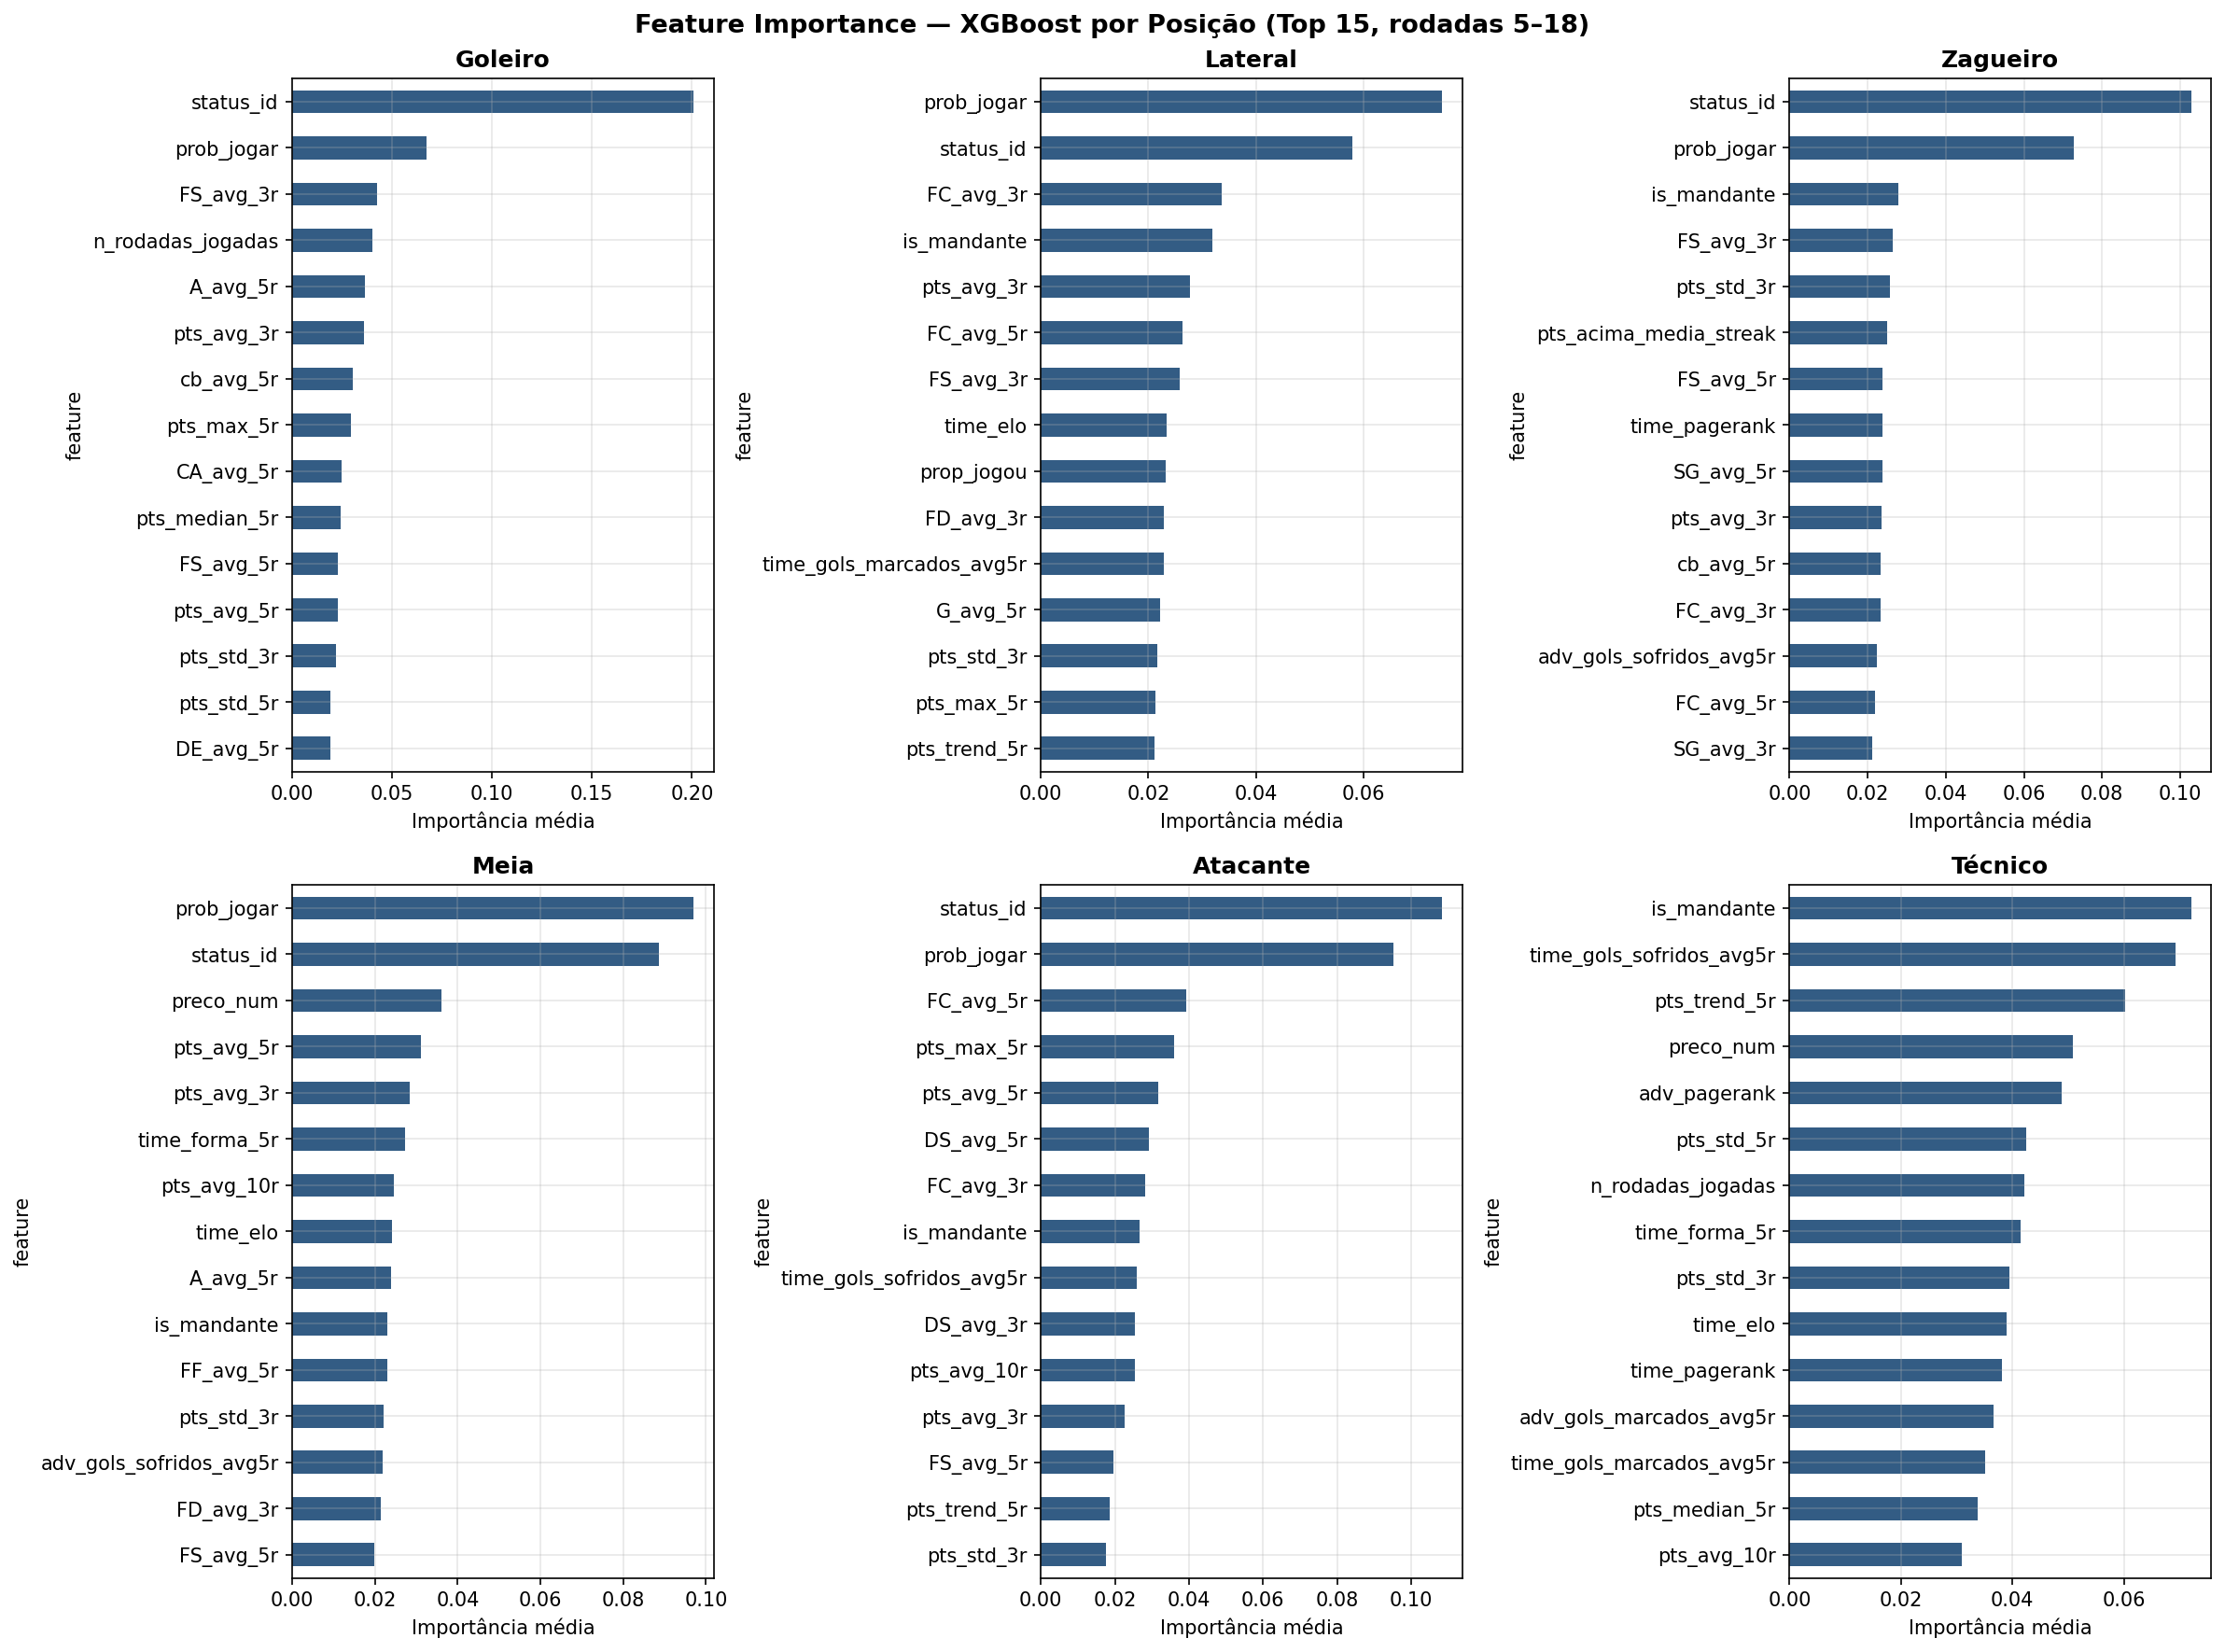 Feature Importance — XGBoost por Posição (Top 15, rodadas 5–18)
Goleiro
status_id
prob_jogar
FS_avg_3r
n_rodadas_jogadas
A_avg_5r
pts_avg_3r
cb_avg_5r
pts_max_5r
CA_avg_5r
pts_median_5r
FS_avg_5r
pts_avg_5r
pts_std_3r
pts_std_5r
DE_avg_5r
feature
0.00 0.05 0.10 0.15 0.20
Importância média
Lateral
prob_jogar
status_id
FC_avg_3r
is_mandante
pts_avg_3r
FC_avg_5r
FS_avg_3r
time_elo
prop_jogou
FD_avg_3r
time_gols_marcados_avg5r
G_avg_5r
pts_std_3r
pts_max_5r
pts_trend_5r
feature
0.00 0.02 0.04 0.06
Importância média
Zagueiro
status_id
prob_jogar
is_mandante
FS_avg_3r
pts_std_3r
pts_acima_media_streak
FS_avg_5r
time_pagerank
SG_avg_5r
pts_avg_3r
cb_avg_5r
FC_avg_3r
adv_gols_sofridos_avg5r
FC_avg_5r
SG_avg_3r
feature
0.00 0.02 0.04 0.06 0.08 0.10
Importância média
Meia
prob_jogar
status_id
preco_num
pts_avg_5r
pts_avg_3r
time_forma_5r
pts_avg_10r
time_elo
A_avg_5r
is_mandante
FF_avg_5r
pts_std_3r
adv_gols_sofridos_avg5r
FD_avg_3r
FS_avg_5r
feature
0.00 0.02 0.04 0.06 0.08 0.10
Importância média
Atacante
status_id
prob_jogar
FC_avg_5r
pts_max_5r
pts_avg_5r
DS_avg_5r
FC_avg_3r
is_mandante
time_gols_sofridos_avg5r
DS_avg_3r
pts_avg_10r
pts_avg_3r
FS_avg_5r
pts_trend_5r
pts_std_3r
feature
0.00 0.02 0.04 0.06 0.08 0.10
Importância média
Técnico
is_mandante
time_gols_sofridos_avg5r
pts_trend_5r
preco_num
adv_pagerank
pts_std_5r
n_rodadas_jogadas
time_forma_5r
pts_std_3r
time_elo
time_pagerank
adv_gols_marcados_avg5r
time_gols_marcados_avg5r
pts_median_5r
pts_avg_10r
feature
0.00 0.02 0.04 0.06
Importância média